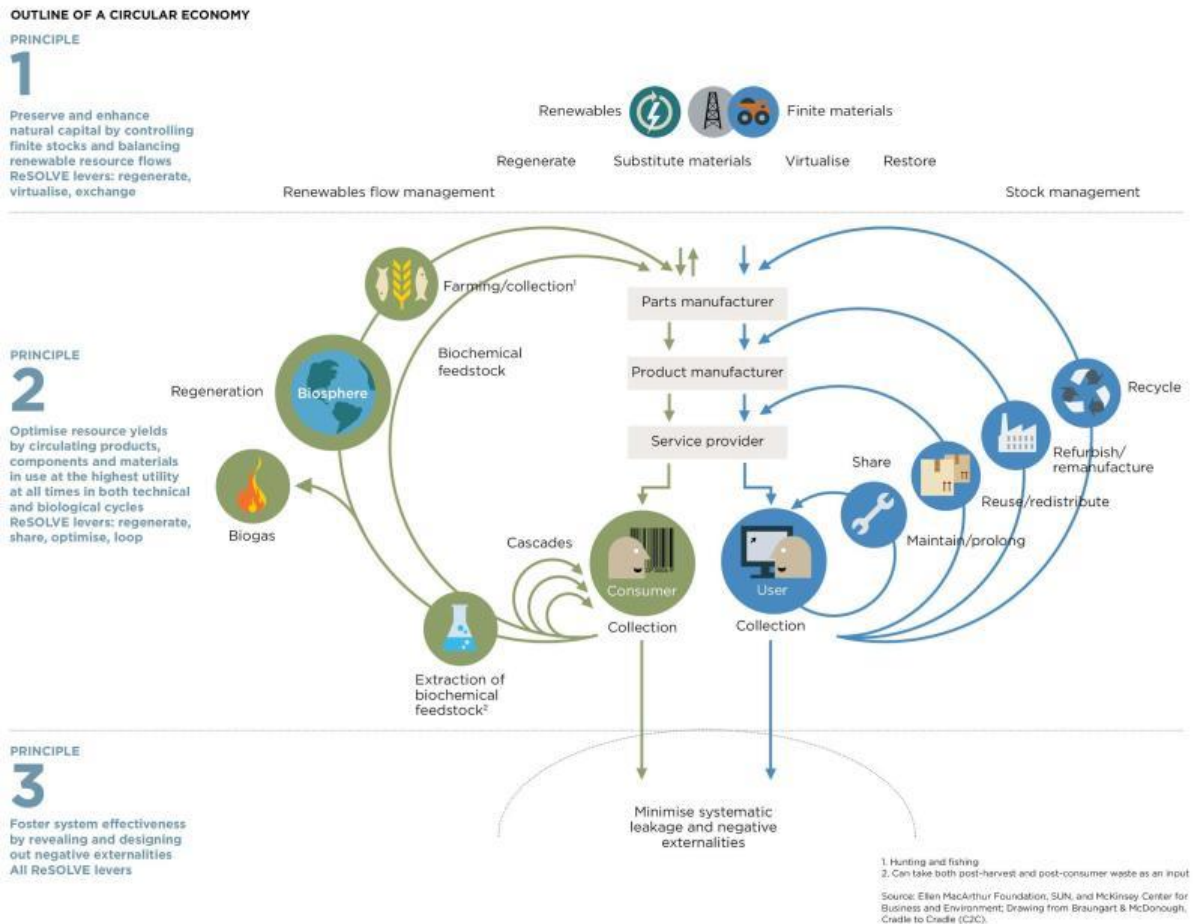 OUTLINE OF A CIRCULAR ECONOMY
PRINCIPLE
1
Preserve and enhance
natural capital by controlling
finite stocks and balancing
renewable resource flows
ReSOLVE levers: regenerate,
virtualise, exchange
Renewables
Finite materials
Regenerate
Substitute materials
Virtualise
Restore
Renewables flow management
Stock management
PRINCIPLE
2
Optimise resource yields
by circulating products,
components and materials
in use at the highest utility
at all times in both technical
and biological cycles
ReSOLVE levers: regenerate,
share, optimise, loop
Farming/collection¹
Parts manufacturer
Biochemical
feedstock
Product manufacturer
Regeneration
Biosphere
Recycle
Service provider
Share
Refurbish/
remanufacture
Reuse/redistribute
Biogas
Cascades
Maintain/prolong
Consumer
User
Collection
Collection
Extraction of
biochemical
feedstock²
PRINCIPLE
3
Foster system effectiveness
by revealing and designing
out negative externalities
All ReSOLVE levers
Minimise systematic
leakage and negative
externalities
1. Hunting and fishing
2. Can take both post-harvest and post-consumer waste as an input
Source: Ellen MacArthur Foundation, SUN, and McKinsey Center for
Business and Environment; Drawing from Braungart & McDonough,
Cradle to Cradle (C2C).